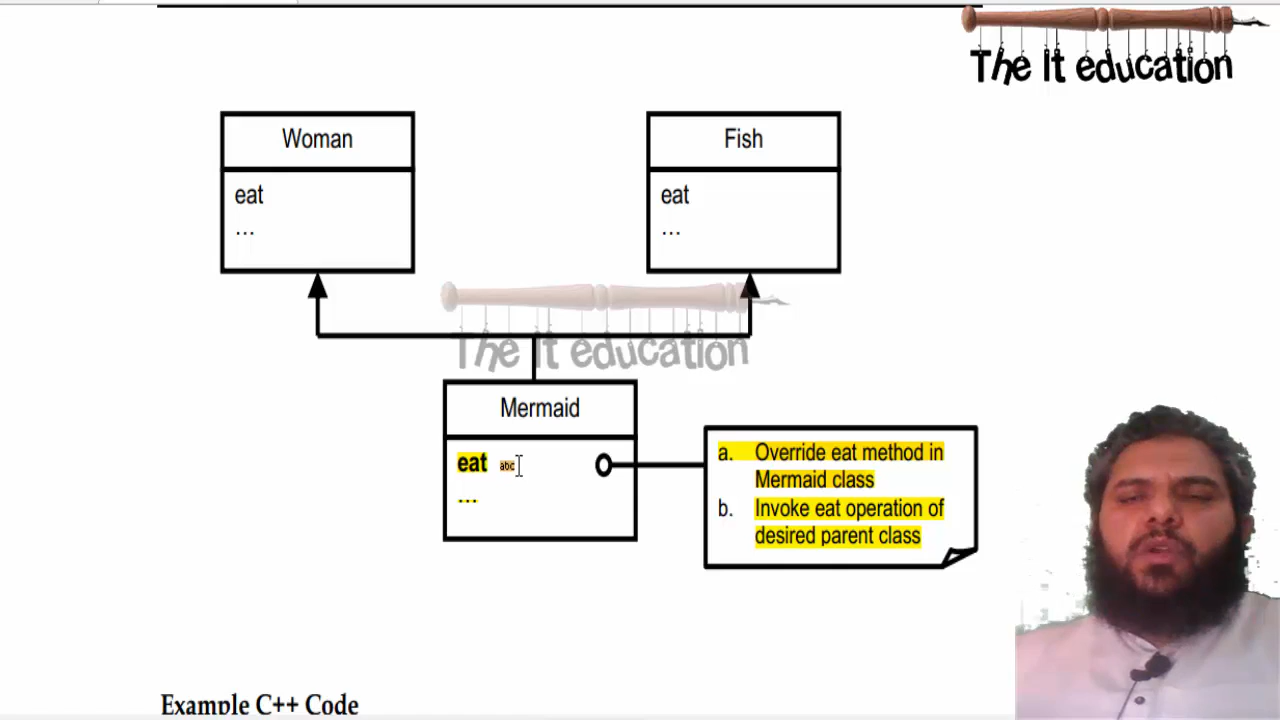 The It education
Woman
eat
...
Fish
eat
...
The It education
Mermaid
eat abc
...
a. Override eat method in
Mermaid class
b. Invoke eat operation of
desired parent class
Example C++ Code